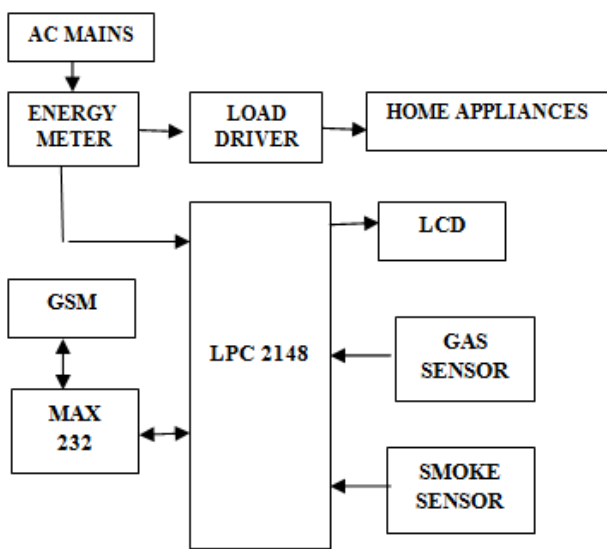 AC MAINS
ENERGY
METER
LOAD
DRIVER
HOME APPLIANCES
LCD
GSM
LPC 2148
GAS
SENSOR
MAX
232
SMOKE
SENSOR